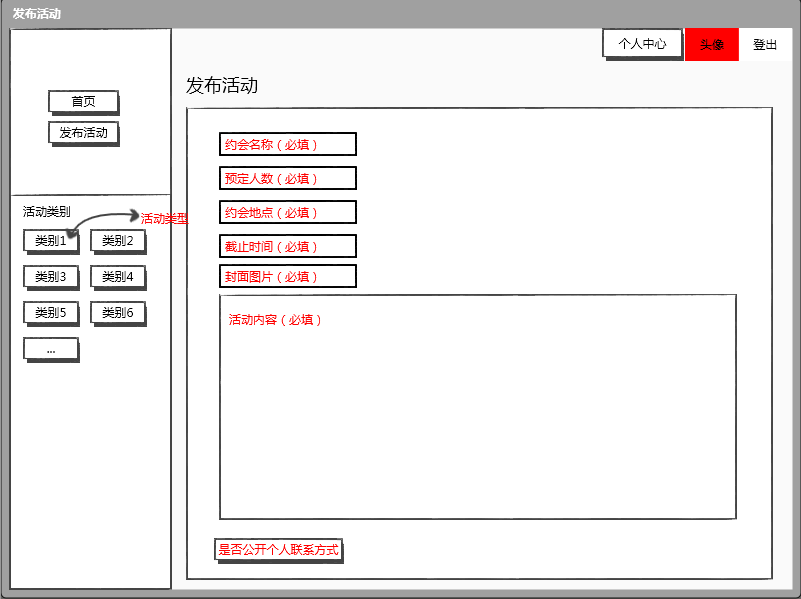 发布活动
个人中心
头像
登出
首页
发布活动
活动类别
活动类型
类别1
类别2
类别3
类别4
类别5
类别6
...
发布活动
约会名称（必填）
预定人数（必填）
约会地点（必填）
截止时间（必填）
封面图片（必填）
活动内容（必填）
是否公开个人联系方式